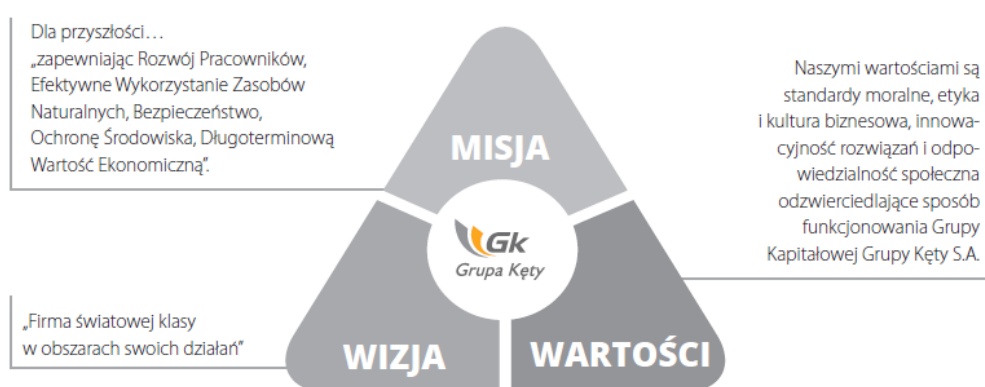 Dla przyszłości…
„zapewniając Rozwój Pracowników,
Efektywne Wykorzystanie Zasobów
Naturalnych, Bezpieczeństwo,
Ochronę Środowiska, Długoterminową
Wartość Ekonomiczną”.
MISJA
Naszymi wartościami są
standardy moralne, etyka
i kultura biznesowa, innowa-
cyjność rozwiązań i odpo-
wiedzialność społeczna
odzwierciedlające sposób
funkcjonowania Grupy
Kapitałowej Grupy Kęty S.A.
Gk
Grupa Kęty
„Firma światowej klasy
w obszarach swoich działań”
WIZJA
WARTOŚCI